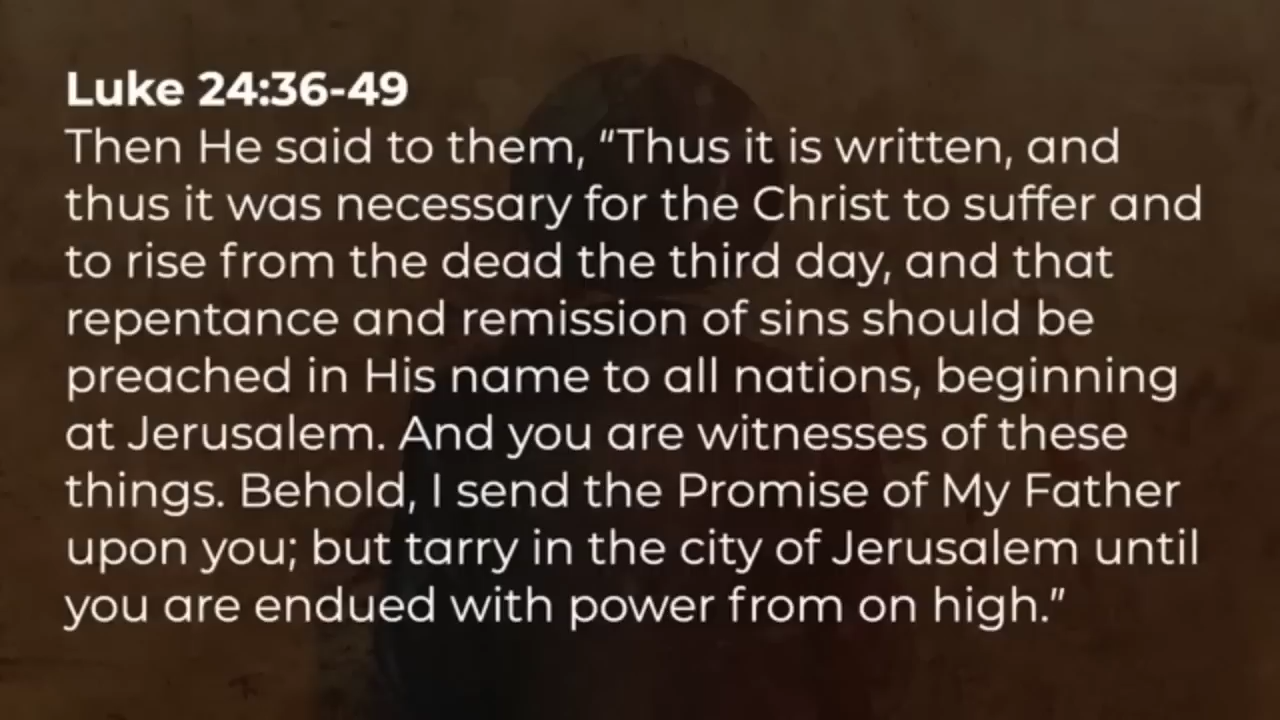 Luke 24:36-49
Then He said to them, “Thus it is written, and
thus it was necessary for the Christ to suffer and
to rise from the dead the third day, and that
repentance and remission of sins should be
preached in His name to all nations, beginning
at Jerusalem. And you are witnesses of these
things. Behold, I send the Promise of My Father
upon you; but tarry in the city of Jerusalem until
you are endued with power from on high.”